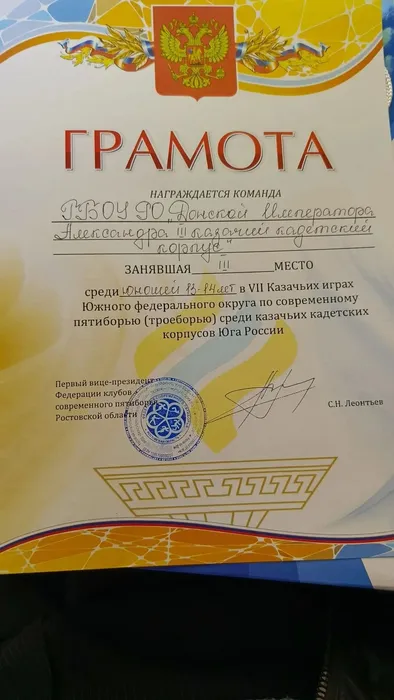 ГРАМОТА
НАГРАЖДАЕТСЯ КОМАНДА
ГБОУ РО „Донской Императора
Александра III казачий кадетский
корпус"
ЗАНЯВШАЯ III МЕСТО
среди юношей 13-14 лет в VII Казачьих играх
Южного федерального округа по современному
пятиборью (троеборью) среди казачьих кадетских
корпусов Юга России
Первый вице-президент
Федерации клубов
современного пятиборья
Ростовской области
С.Н. Леонтьев